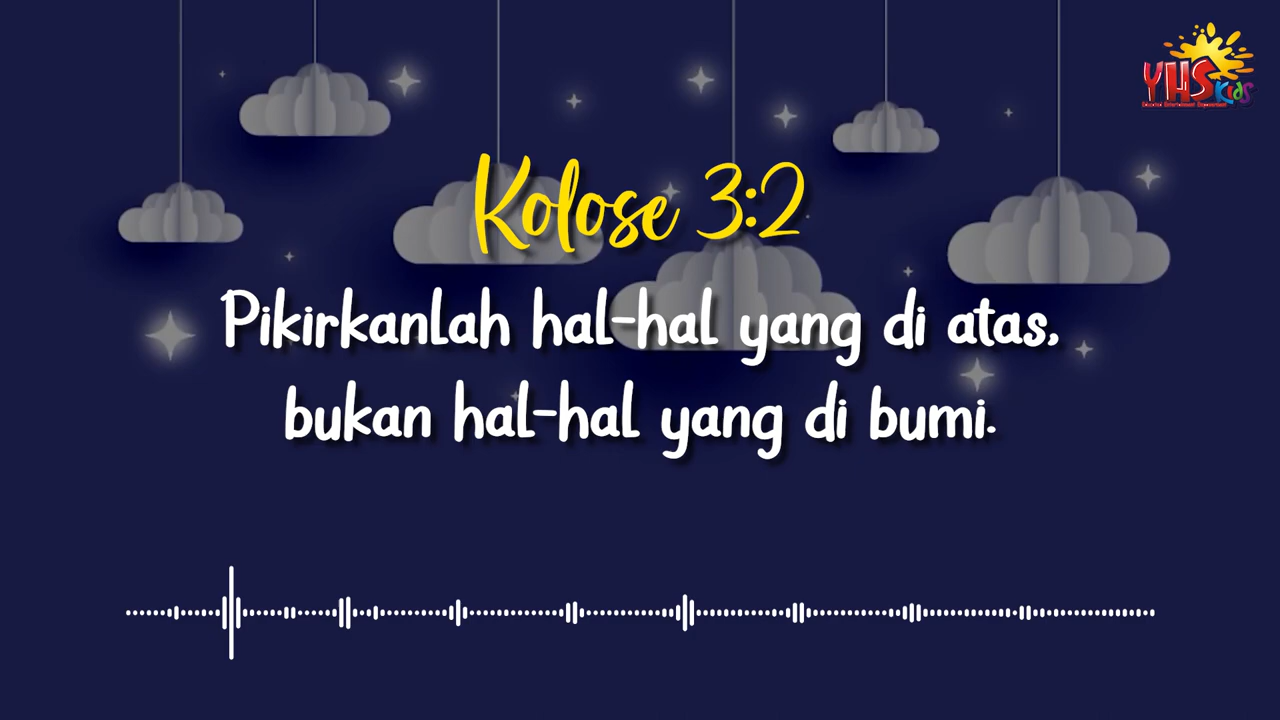 YHS Kids
Kolose 3:2
Pikirkanlah hal-hal yang di atas,
bukan hal-hal yang di bumi.